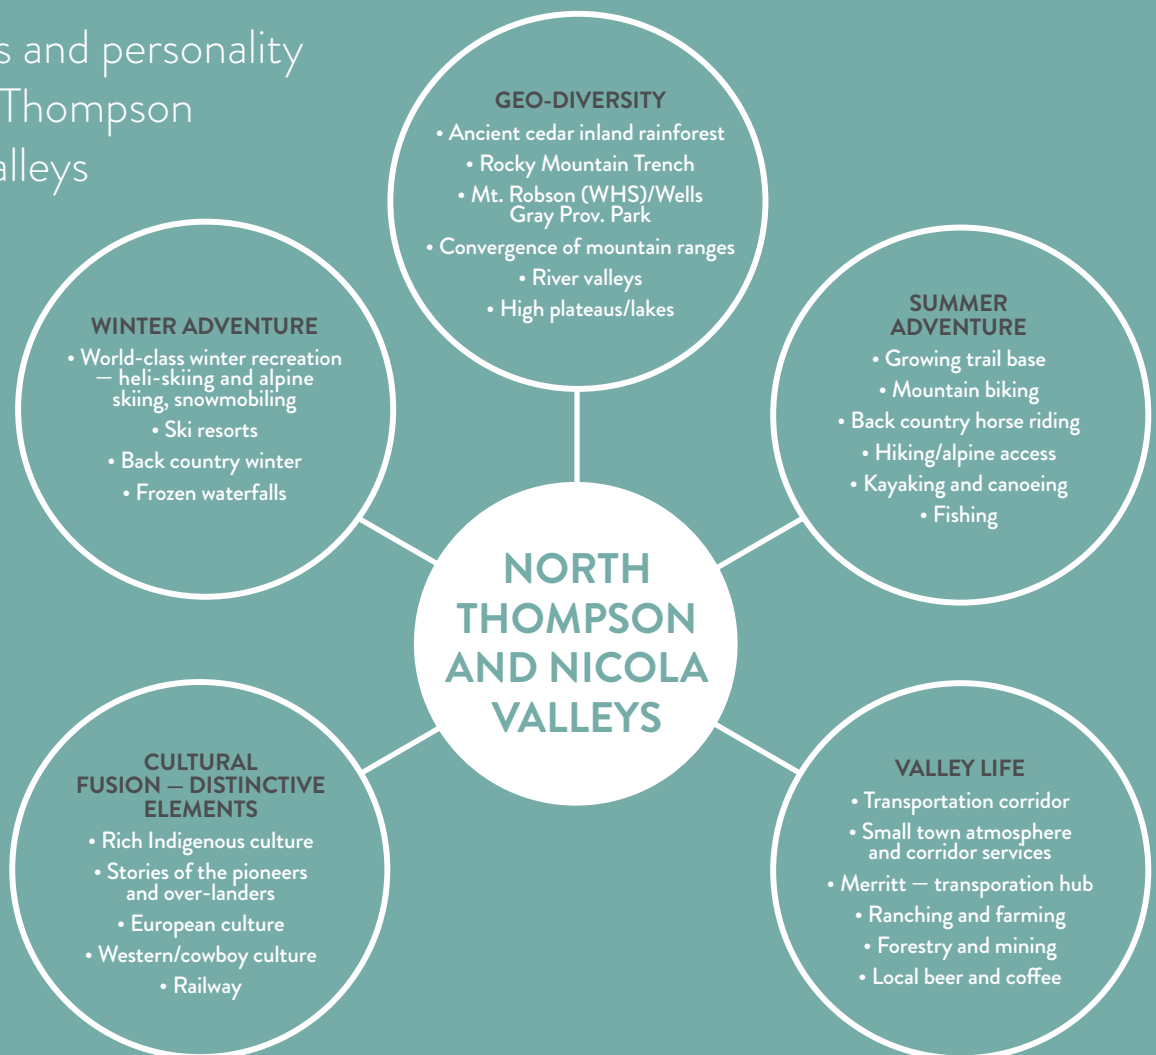 s and personality
Thompson
alleys
GEO-DIVERSITY
• Ancient cedar inland rainforest
• Rocky Mountain Trench
• Mt. Robson (WHS)/Wells
Gray Prov. Park
• Convergence of mountain ranges
• River valleys
• High plateaus/lakes
WINTER ADVENTURE
• World-class winter recreation
— heli-skiing and alpine
skiing, snowmobiling
• Ski resorts
• Back country winter
• Frozen waterfalls
SUMMER
ADVENTURE
• Growing trail base
• Mountain biking
• Back country horse riding
• Hiking/alpine access
• Kayaking and canoeing
• Fishing
NORTH
THOMPSON
AND NICOLA
VALLEYS
CULTURAL
FUSION — DISTINCTIVE
ELEMENTS
• Rich Indigenous culture
• Stories of the pioneers
and over-landers
• European culture
• Western/cowboy culture
• Railway
VALLEY LIFE
• Transportation corridor
• Small town atmosphere
and corridor services
• Merritt — transporation hub
• Ranching and farming
• Forestry and mining
• Local beer and coffee